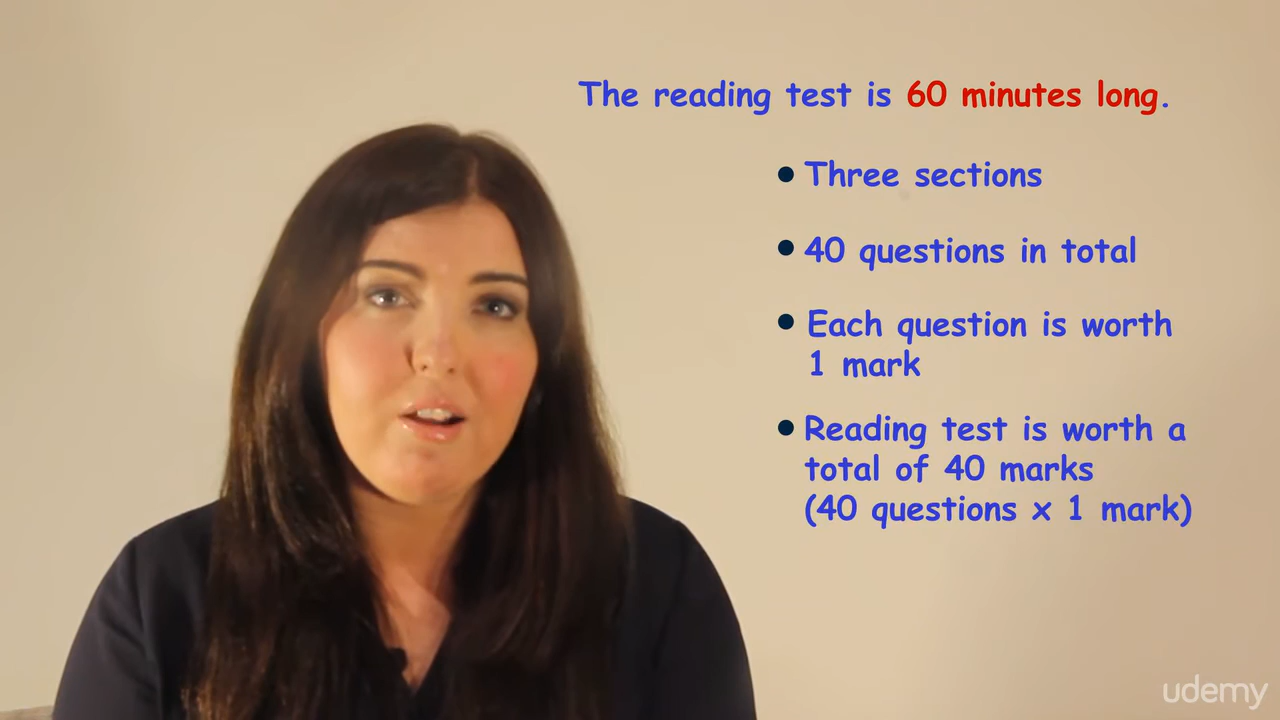 The reading test is 60 minutes long.
• Three sections
• 40 questions in total
• Each question is worth
1 mark
• Reading test is worth a
total of 40 marks
(40 questions x 1 mark)
udemy